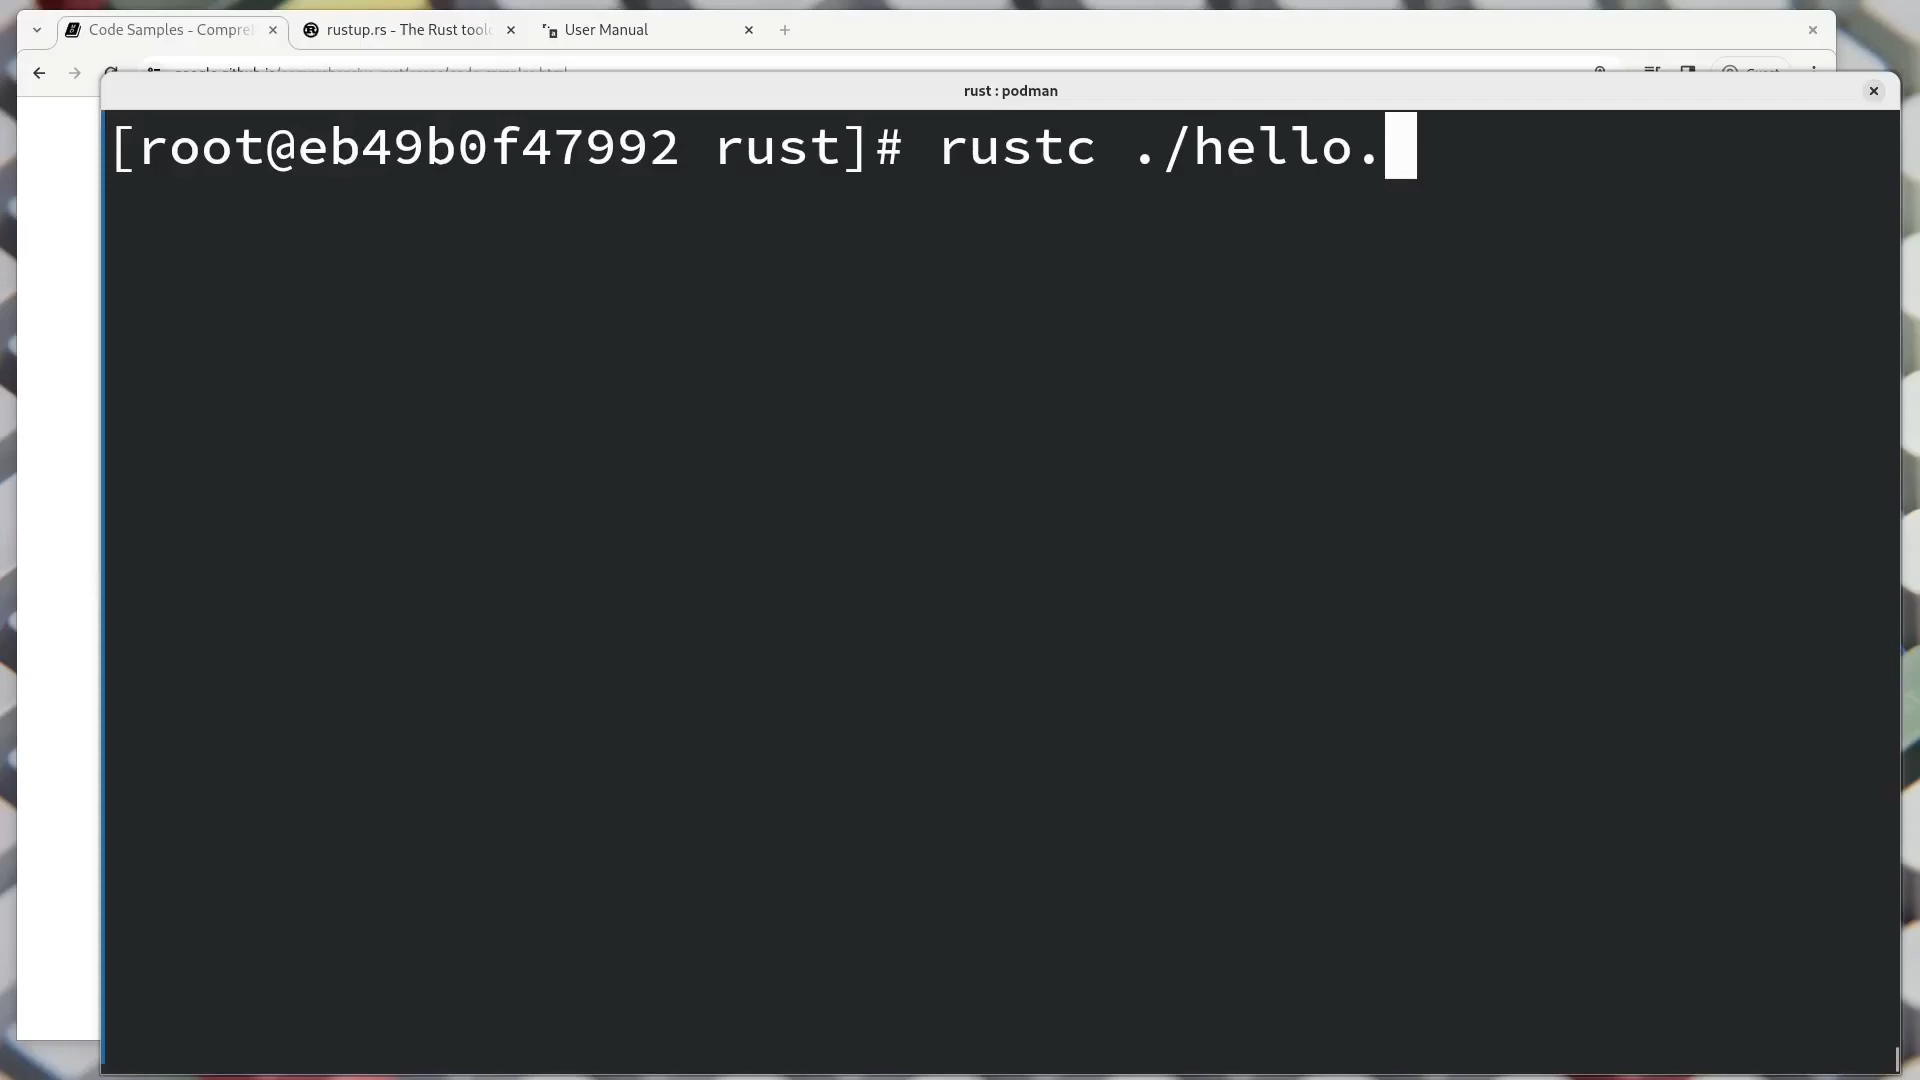 Code Samples - Compre
rustup.rs - The Rust tool
User Manual
rust : podman
[root@eb49b0f47992 rust]# rustc ./hello.